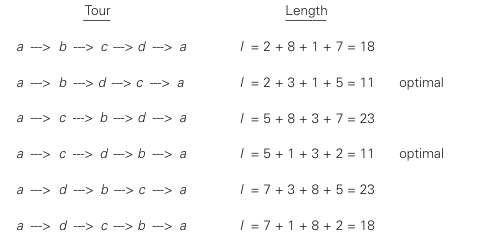 Tour Length
a ---> b ---> c ---> d ---> a l = 2 + 8 + 1 + 7 = 18
a ---> b ---> d ---> c ---> a l = 2 + 3 + 1 + 5 = 11 optimal
a ---> c ---> b ---> d ---> a l = 5 + 8 + 3 + 7 = 23
a ---> c ---> d ---> b ---> a l = 5 + 1 + 3 + 2 = 11 optimal
a ---> d ---> b ---> c ---> a l = 7 + 3 + 8 + 5 = 23
a ---> d ---> c ---> b ---> a l = 7 + 1 + 8 + 2 = 18